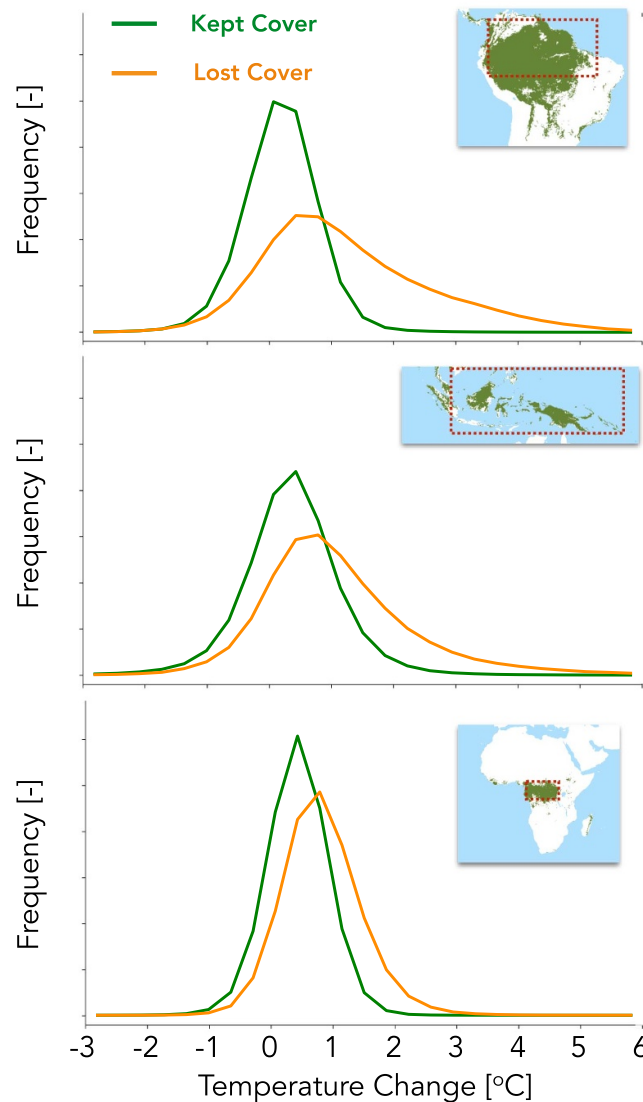 Kept Cover
Lost Cover
Frequency [-]
Frequency [-]
Frequency [-]
-3 -2 -1 0 1 2 3 4 5 6
Temperature Change [oC]